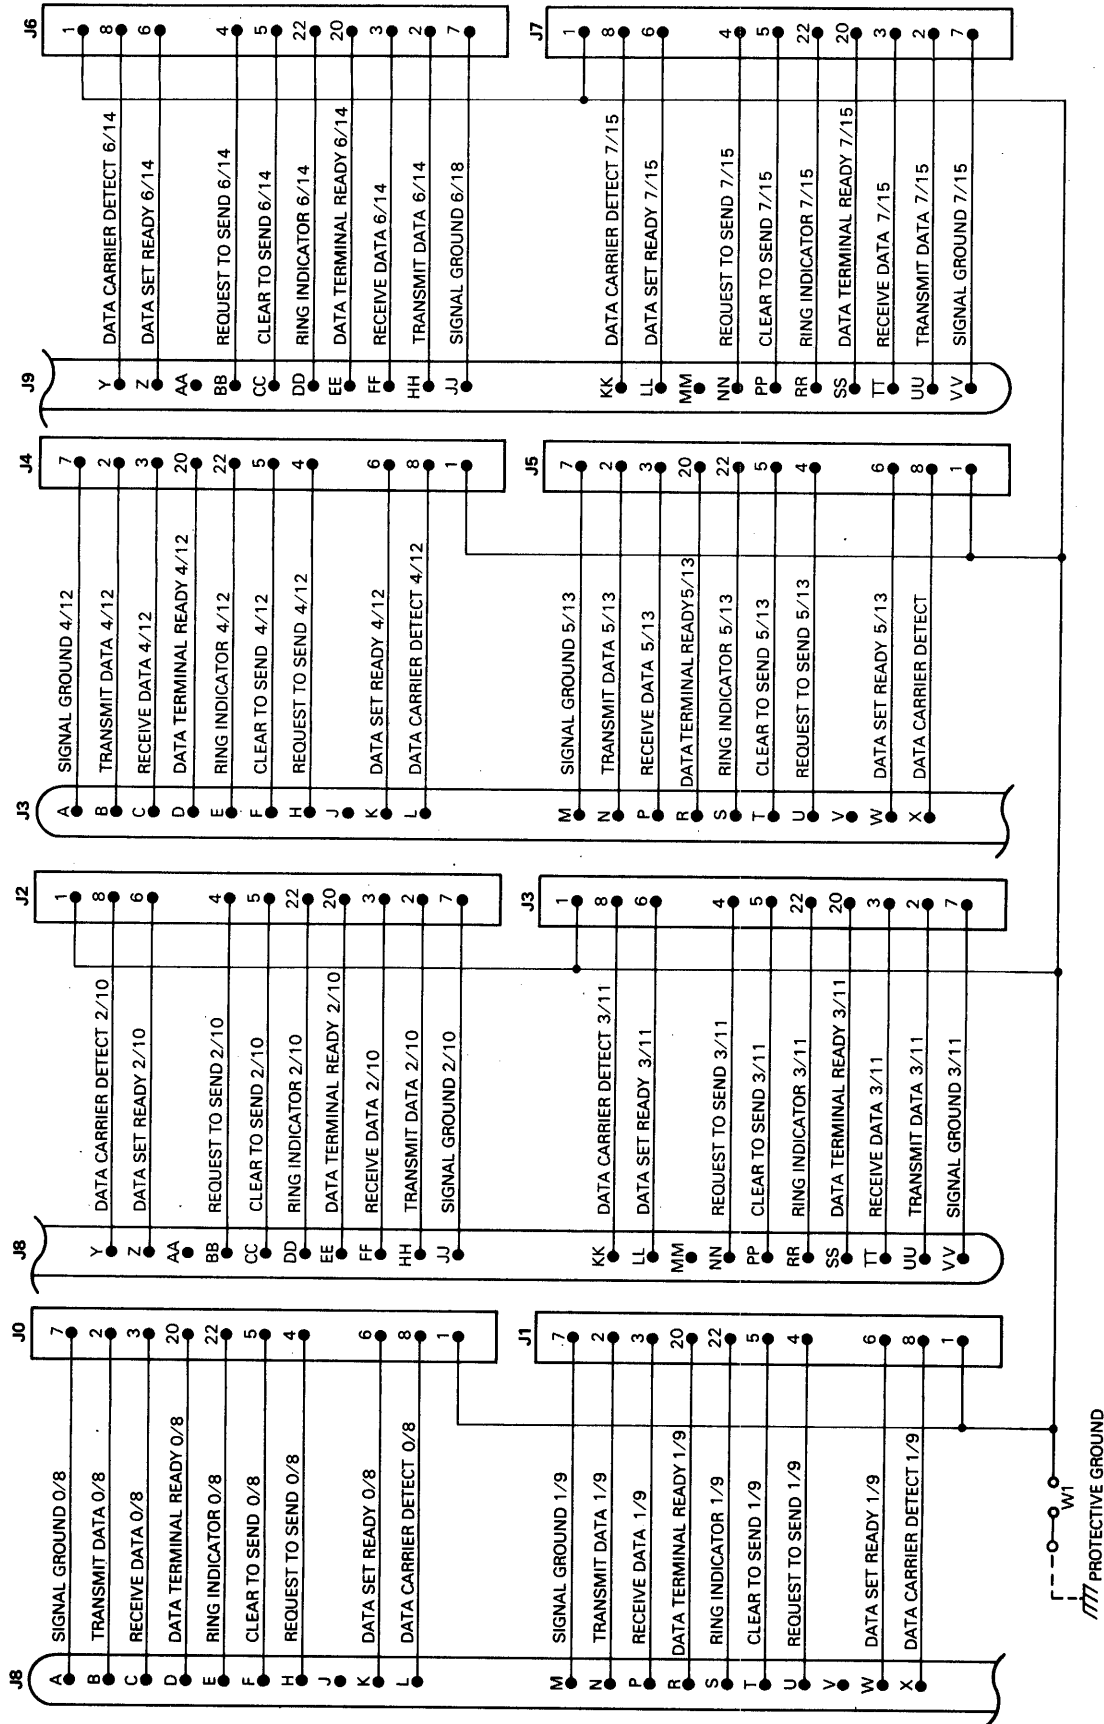 J8
J0
A SIGNAL GROUND 0/8 7
B TRANSMIT DATA 0/8 2
C RECEIVE DATA 0/8 3
D DATA TERMINAL READY 0/8 20
E RING INDICATOR 0/8 22
F CLEAR TO SEND 0/8 5
H REQUEST TO SEND 0/8 4
J
K DATA SET READY 0/8 6
L DATA CARRIER DETECT 0/8 8
1
J1
M SIGNAL GROUND 1/9 7
N TRANSMIT DATA 1/9 2
P RECEIVE DATA 1/9 3
R DATA TERMINAL READY 1/9 20
S RING INDICATOR 1/9 22
T CLEAR TO SEND 1/9 5
U REQUEST TO SEND 1/9 4
V
W DATA SET READY 1/9 6
X DATA CARRIER DETECT 1/9 8
1
J8
J2
1
Y DATA CARRIER DETECT 2/10 8
Z DATA SET READY 2/10 6
AA
BB REQUEST TO SEND 2/10 4
CC CLEAR TO SEND 2/10 5
DD RING INDICATOR 2/10 22
EE DATA TERMINAL READY 2/10 20
FF RECEIVE DATA 2/10 3
HH TRANSMIT DATA 2/10 2
JJ SIGNAL GROUND 2/10 7
J3
1
KK DATA CARRIER DETECT 3/11 8
LL DATA SET READY 3/11 6
MM
NN REQUEST TO SEND 3/11 4
PP CLEAR TO SEND 3/11 5
RR RING INDICATOR 3/11 22
SS DATA TERMINAL READY 3/11 20
TT RECEIVE DATA 3/11 3
UU TRANSMIT DATA 3/11 2
VV SIGNAL GROUND 3/11 7
J3
J4
A SIGNAL GROUND 4/12 7
B TRANSMIT DATA 4/12 2
C RECEIVE DATA 4/12 3
D DATA TERMINAL READY 4/12 20
E RING INDICATOR 4/12 22
F CLEAR TO SEND 4/12 5
H REQUEST TO SEND 4/12 4
J
K DATA SET READY 4/12 6
L DATA CARRIER DETECT 4/12 8
1
J5
M SIGNAL GROUND 5/13 7
N TRANSMIT DATA 5/13 2
P RECEIVE DATA 5/13 3
R DATA TERMINAL READY 5/13 20
S RING INDICATOR 5/13 22
T CLEAR TO SEND 5/13 5
U REQUEST TO SEND 5/13 4
V
W DATA SET READY 5/13 6
X DATA CARRIER DETECT 8
1
J9
J6
1
Y DATA CARRIER DETECT 6/14 8
Z DATA SET READY 6/14 6
AA
BB REQUEST TO SEND 6/14 4
CC CLEAR TO SEND 6/14 5
DD RING INDICATOR 6/14 22
EE DATA TERMINAL READY 6/14 20
FF RECEIVE DATA 6/14 3
HH TRANSMIT DATA 6/14 2
JJ SIGNAL GROUND 6/18 7
J7
1
KK DATA CARRIER DETECT 7/15 8
LL DATA SET READY 7/15 6
MM
NN REQUEST TO SEND 7/15 4
PP CLEAR TO SEND 7/15 5
RR RING INDICATOR 7/15 22
SS DATA TERMINAL READY 7/15 20
TT RECEIVE DATA 7/15 3
UU TRANSMIT DATA 7/15 2
VV SIGNAL GROUND 7/15 7
W1
PROTECTIVE GROUND